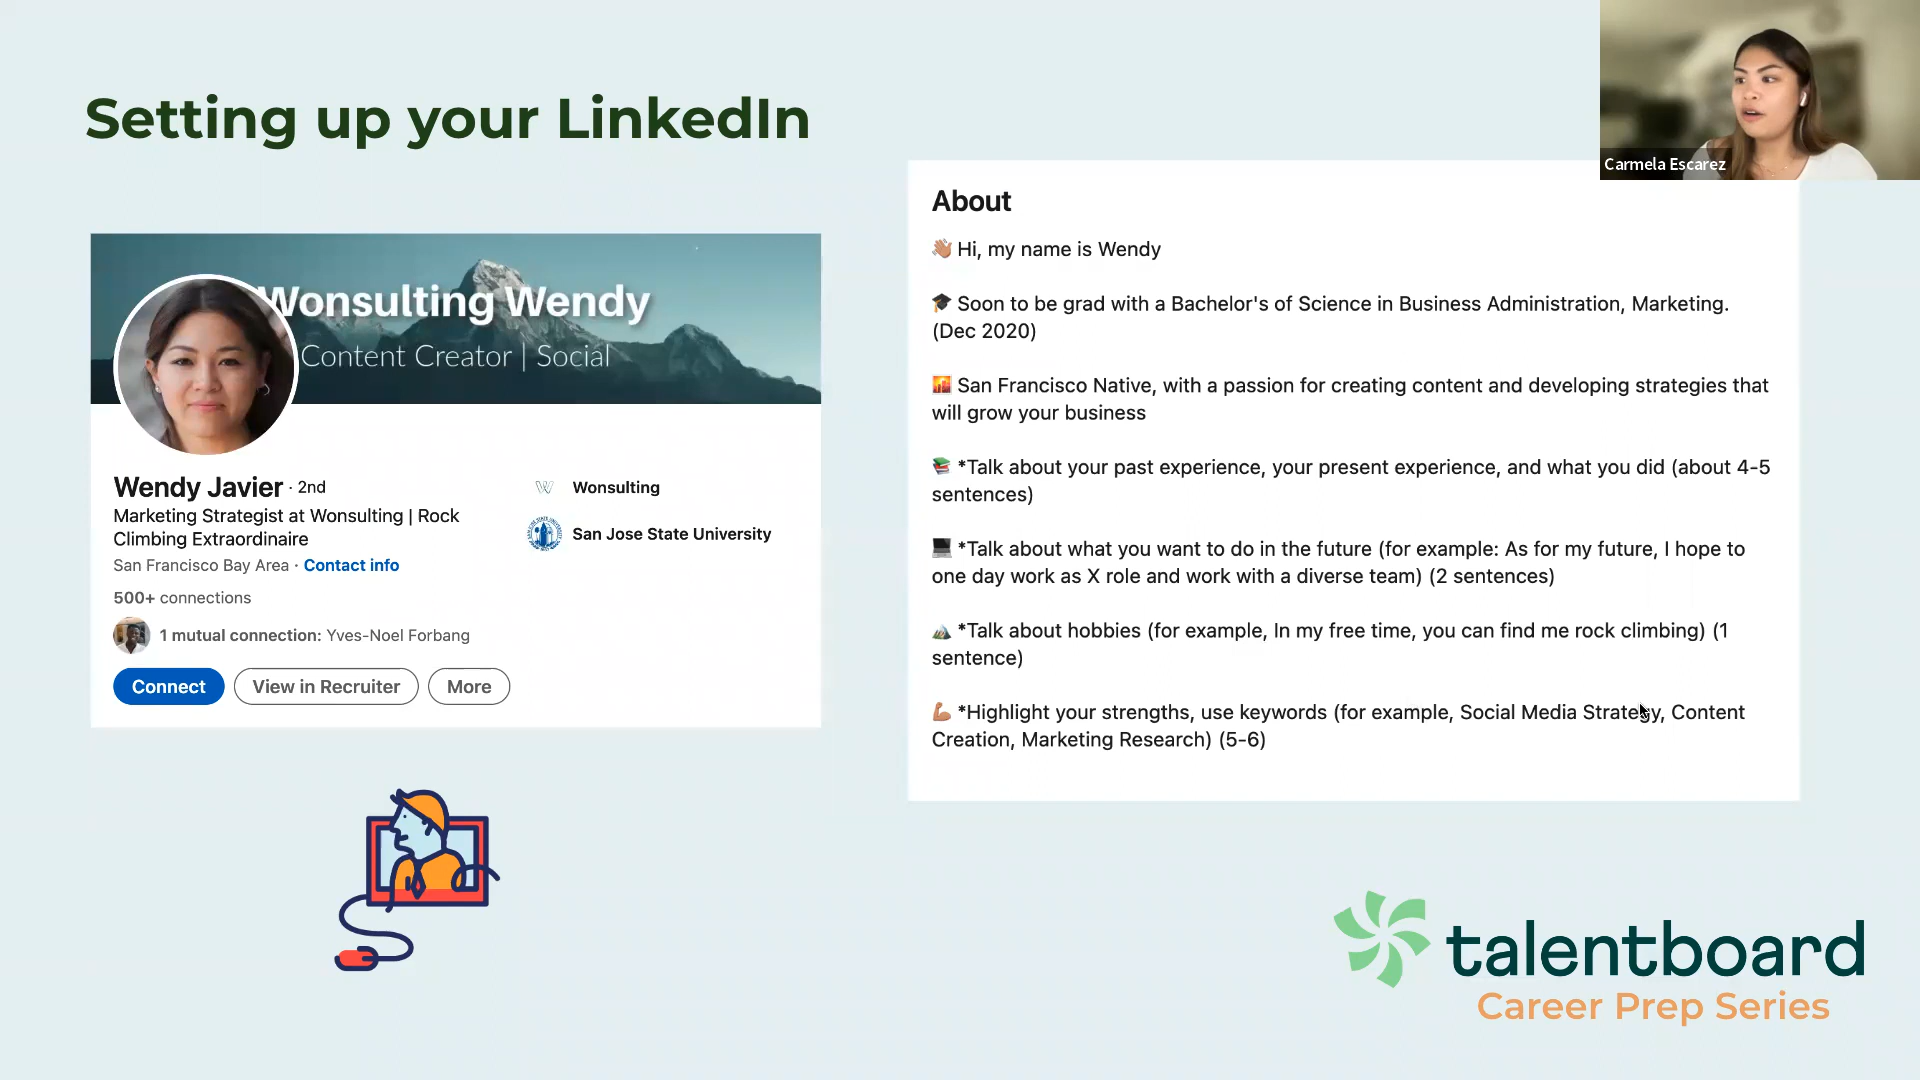 Setting up your LinkedIn
Carmela Escarez
Wonsulting Wendy
Content Creator | Social
Wendy Javier · 2nd
Marketing Strategist at Wonsulting | Rock
Climbing Extraordinaire
San Francisco Bay Area · Contact info
500+ connections
1 mutual connection: Yves-Noel Forbang
Connect
View in Recruiter
More
Wonsulting
San Jose State University
About
👋🏽 Hi, my name is Wendy
🎓 Soon to be grad with a Bachelor's of Science in Business Administration, Marketing.
(Dec 2020)
🌇 San Francisco Native, with a passion for creating content and developing strategies that
will grow your business
📚 *Talk about your past experience, your present experience, and what you did (about 4-5
sentences)
💻 *Talk about what you want to do in the future (for example: As for my future, I hope to
one day work as X role and work with a diverse team) (2 sentences)
🏔️ *Talk about hobbies (for example, In my free time, you can find me rock climbing) (1
sentence)
💪🏽 *Highlight your strengths, use keywords (for example, Social Media Strategy, Content
Creation, Marketing Research) (5-6)
talentboard
Career Prep Series